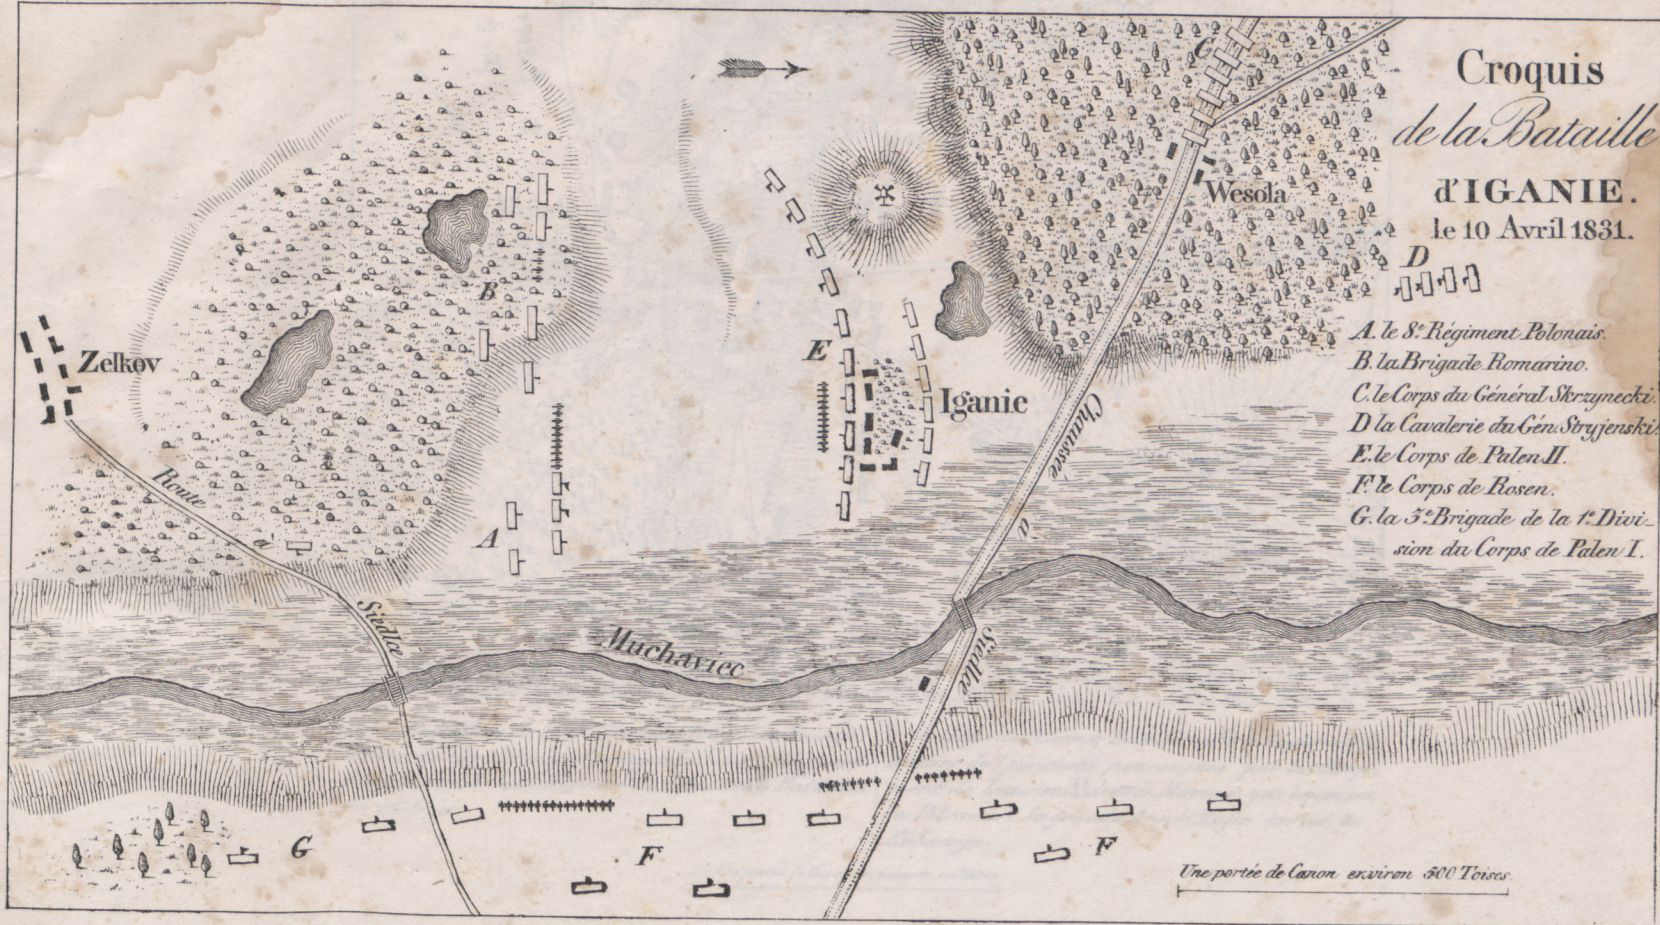 Croquis
de la Bataille
d'IGANIE.
le 10 Avril 1831.
D
A. le 8e Régiment Polonais.
B. la Brigade Romarino.
C. le Corps du Général Skrzynecki.
D la Cavalerie du Gén. Stryjenski.
E. le Corps de Palen II.
F. le Corps de Rosen.
G. la 3e Brigade de la 1e Divi-
sion du Corps de Palen I.
C
Wesola
B
Zelkov
E
Iganie
Chaussée
à
Siedlce
Route
à
Siedlce
A
Muchaviec
G
F
F
Une portée de Canon environ 500 Toises